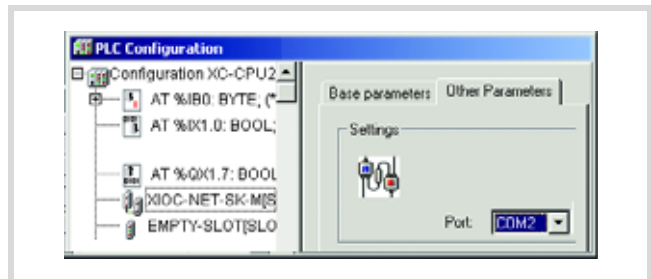 PLC Configuration
Configuration XC-CPU2
AT %IB0: BYTE; (*
AT %IX1.0: BOOL;
AT %QX1.7: BOOL
XIOC-NET-SK-M[S
EMPTY-SLOT[SLO
Base parameters
Other Parameters
Settings
Port:
COM2